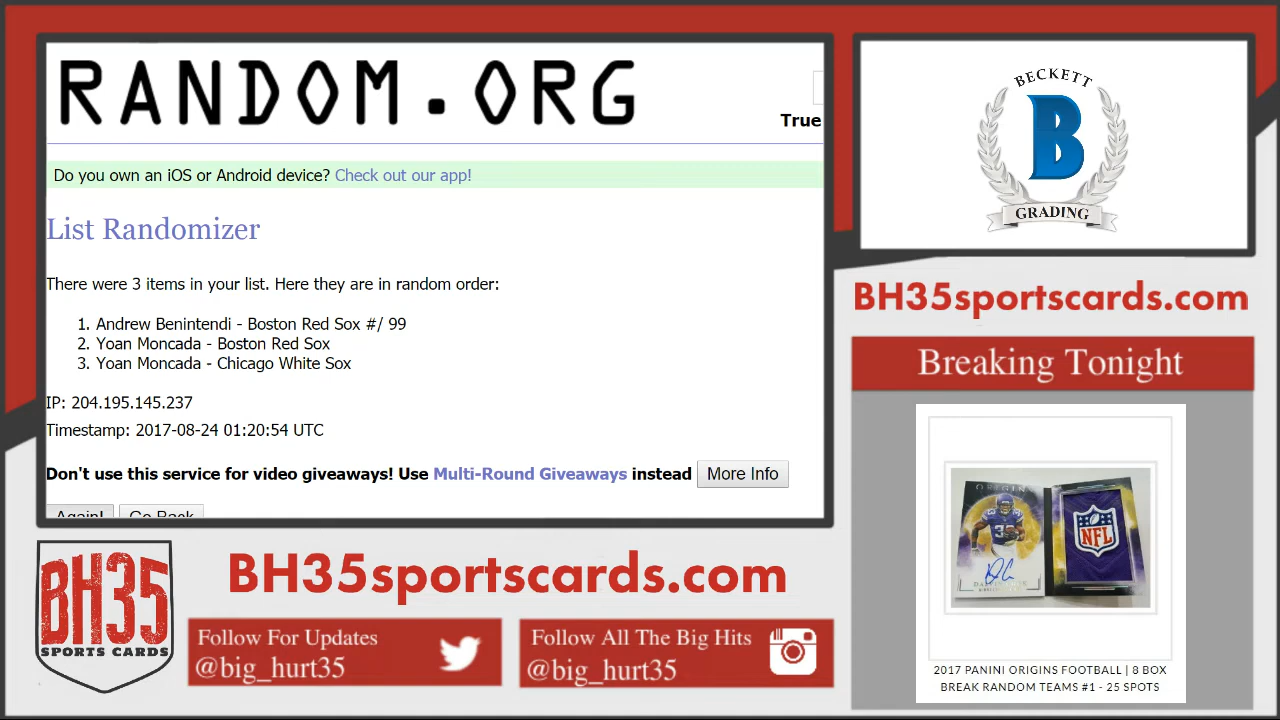 RANDOM.ORG
True
Do you own an iOS or Android device? Check out our app!
List Randomizer
There were 3 items in your list. Here they are in random order:
1. Andrew Benintendi - Boston Red Sox #/ 99
2. Yoan Moncada - Boston Red Sox
3. Yoan Moncada - Chicago White Sox
IP: 204.195.145.237
Timestamp: 2017-08-24 01:20:54 UTC
Don't use this service for video giveaways! Use Multi-Round Giveaways instead More Info
Again! Go Back
BH35
SPORTS CARDS
BH35sportscards.com
Follow For Updates
@big_hurt35
Follow All The Big Hits
@big_hurt35
BECKETT
B
GRADING
BH35sportscards.com
Breaking Tonight
ORIGINS
NFL
2017 PANINI ORIGINS FOOTBALL | 8 BOX
BREAK RANDOM TEAMS #1 - 25 SPOTS